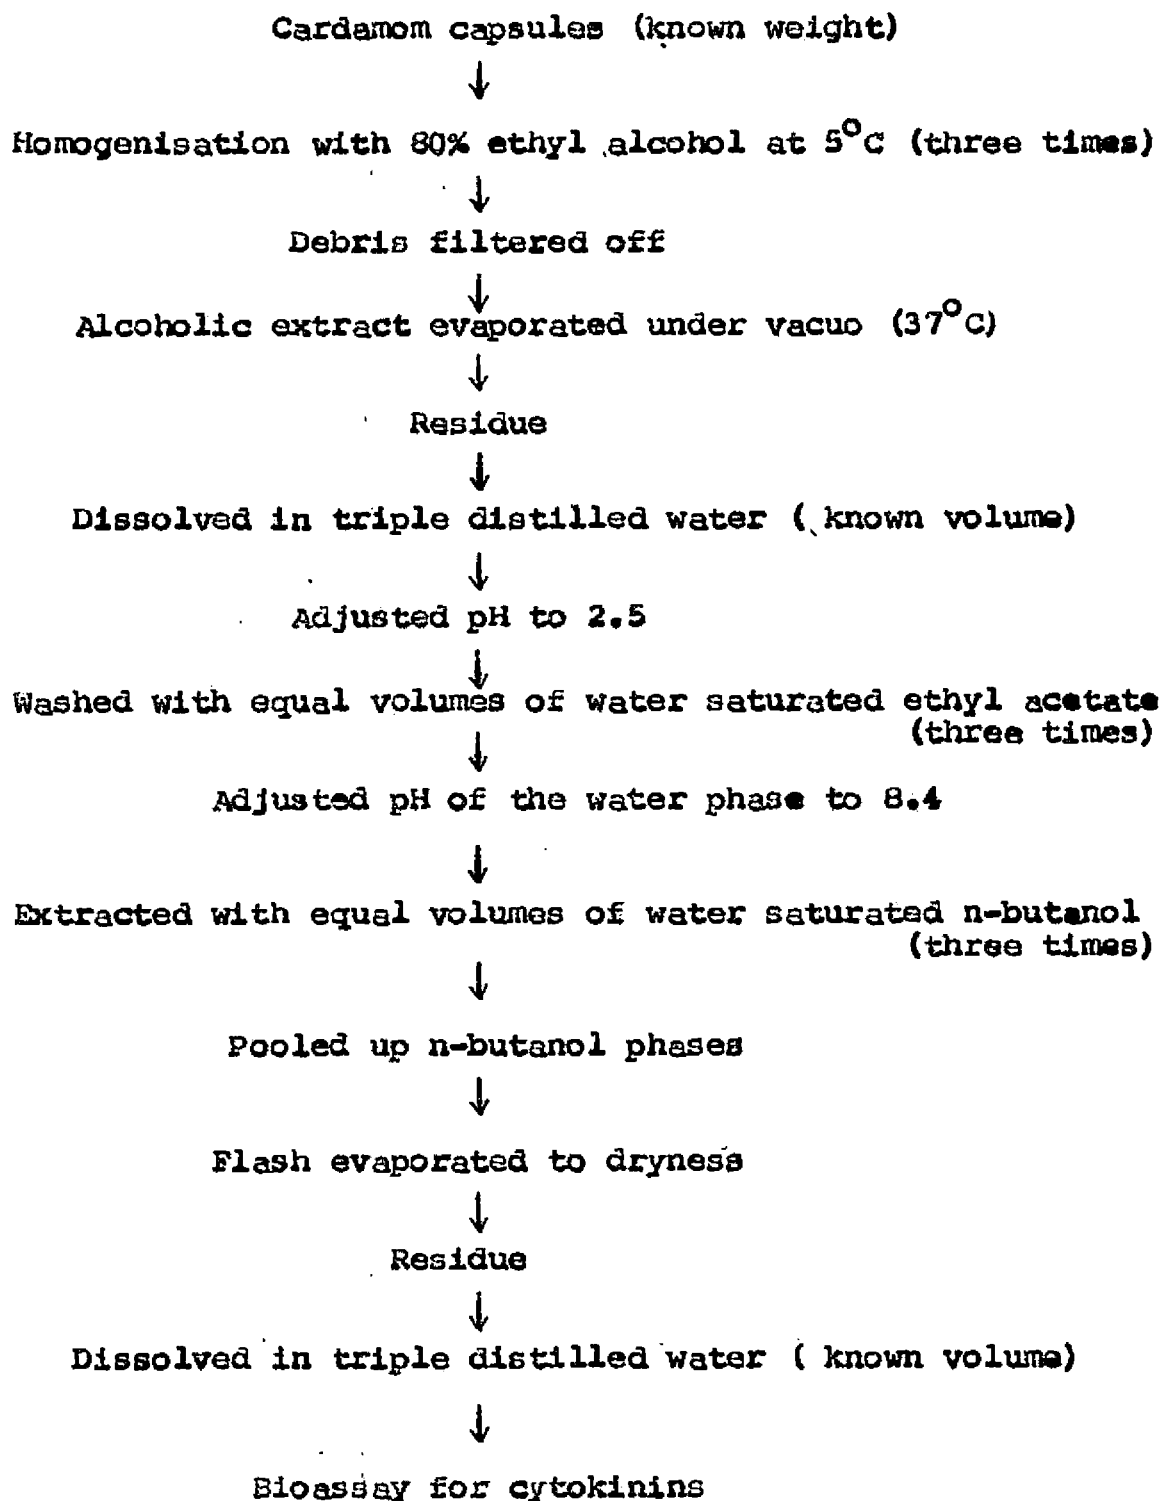 Cardamom capsules (known weight)
↓
Homogenisation with 80% ethyl alcohol at 5°C (three times)
↓
Debris filtered off
↓
Alcoholic extract evaporated under vacuo (37°C)
↓
Residue
↓
Dissolved in triple distilled water ( known volume)
↓
Adjusted pH to 2.5
↓
Washed with equal volumes of water saturated ethyl acetate
(three times)
↓
Adjusted pH of the water phase to 8.4
↓
Extracted with equal volumes of water saturated n-butanol
(three times)
↓
Pooled up n-butanol phases
↓
Flash evaporated to dryness
↓
Residue
↓
Dissolved in triple distilled water ( known volume)
↓
Bioassay for cytokinins